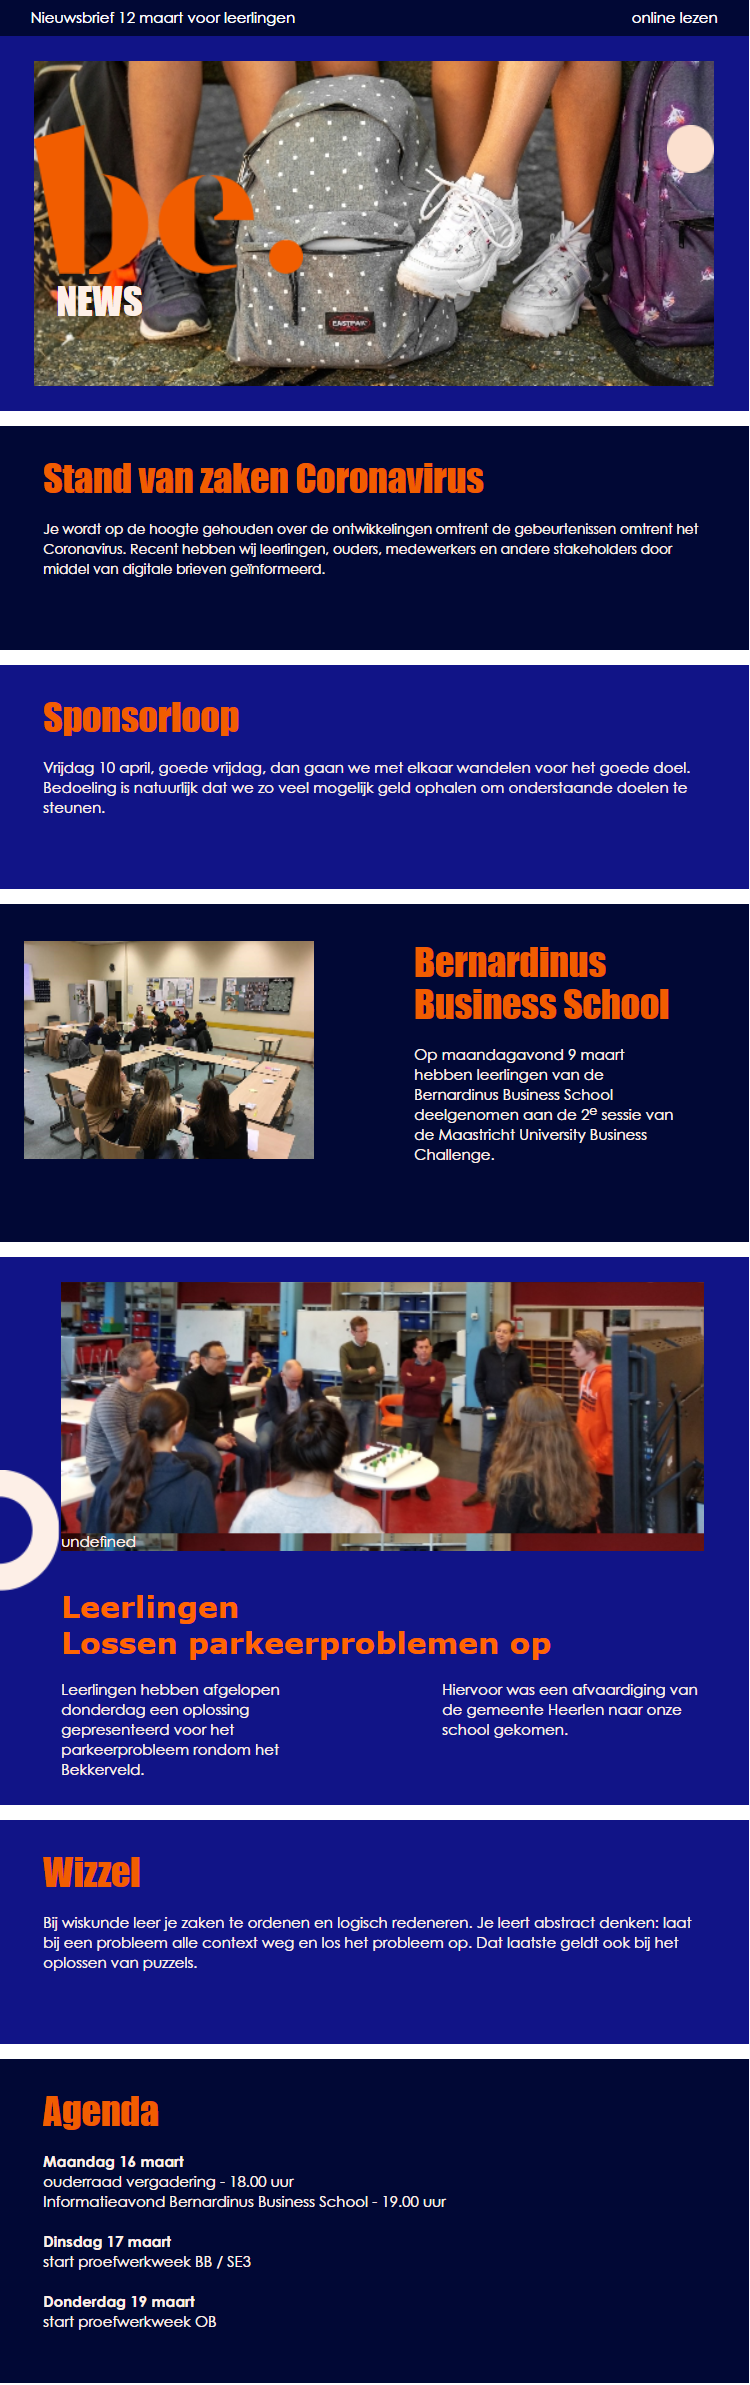 Nieuwsbrief 12 maart voor leerlingen
online lezen
be.
NEWS
EASTPAK
Stand van zaken Coronavirus
Je wordt op de hoogte gehouden over de ontwikkelingen omtrent de gebeurtenissen omtrent het
Coronavirus. Recent hebben wij leerlingen, ouders, medewerkers en andere stakeholders door
middel van digitale brieven geïnformeerd.
Sponsorloop
Vrijdag 10 april, goede vrijdag, dan gaan we met elkaar wandelen voor het goede doel.
Bedoeling is natuurlijk dat we zo veel mogelijk geld ophalen om onderstaande doelen te
steunen.
Bernardinus
Business School
Op maandagavond 9 maart
hebben leerlingen van de
Bernardinus Business School
deelgenomen aan de 2e sessie van
de Maastricht University Business
Challenge.
undefined
Leerlingen
Lossen parkeerproblemen op
Leerlingen hebben afgelopen
donderdag een oplossing
gepresenteerd voor het
parkeerprobleem rondom het
Bekkerveld.
Hiervoor was een afvaardiging van
de gemeente Heerlen naar onze
school gekomen.
Wizzel
Bij wiskunde leer je zaken te ordenen en logisch redeneren. Je leert abstract denken: laat
bij een probleem alle context weg en los het probleem op. Dat laatste geldt ook bij het
oplossen van puzzels.
Agenda
Maandag 16 maart
ouderraad vergadering - 18.00 uur
Informatieavond Bernardinus Business School - 19.00 uur
Dinsdag 17 maart
start proefwerkweek BB / SE3
Donderdag 19 maart
start proefwerkweek OB